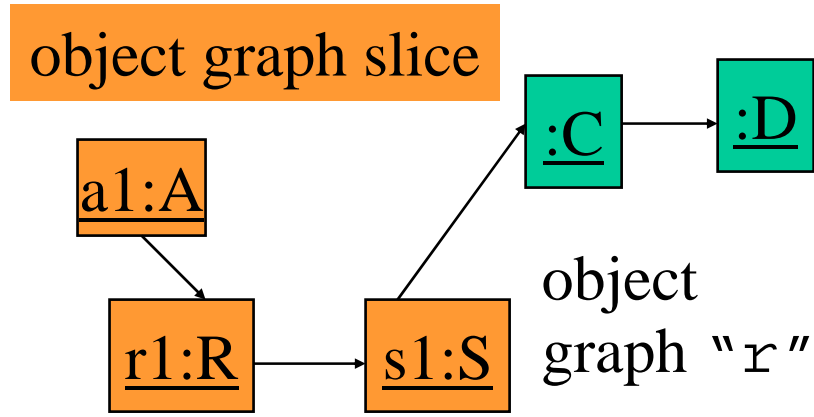 object graph slice
:C
:D
a1:A
r1:R
s1:S
object
graph “r”